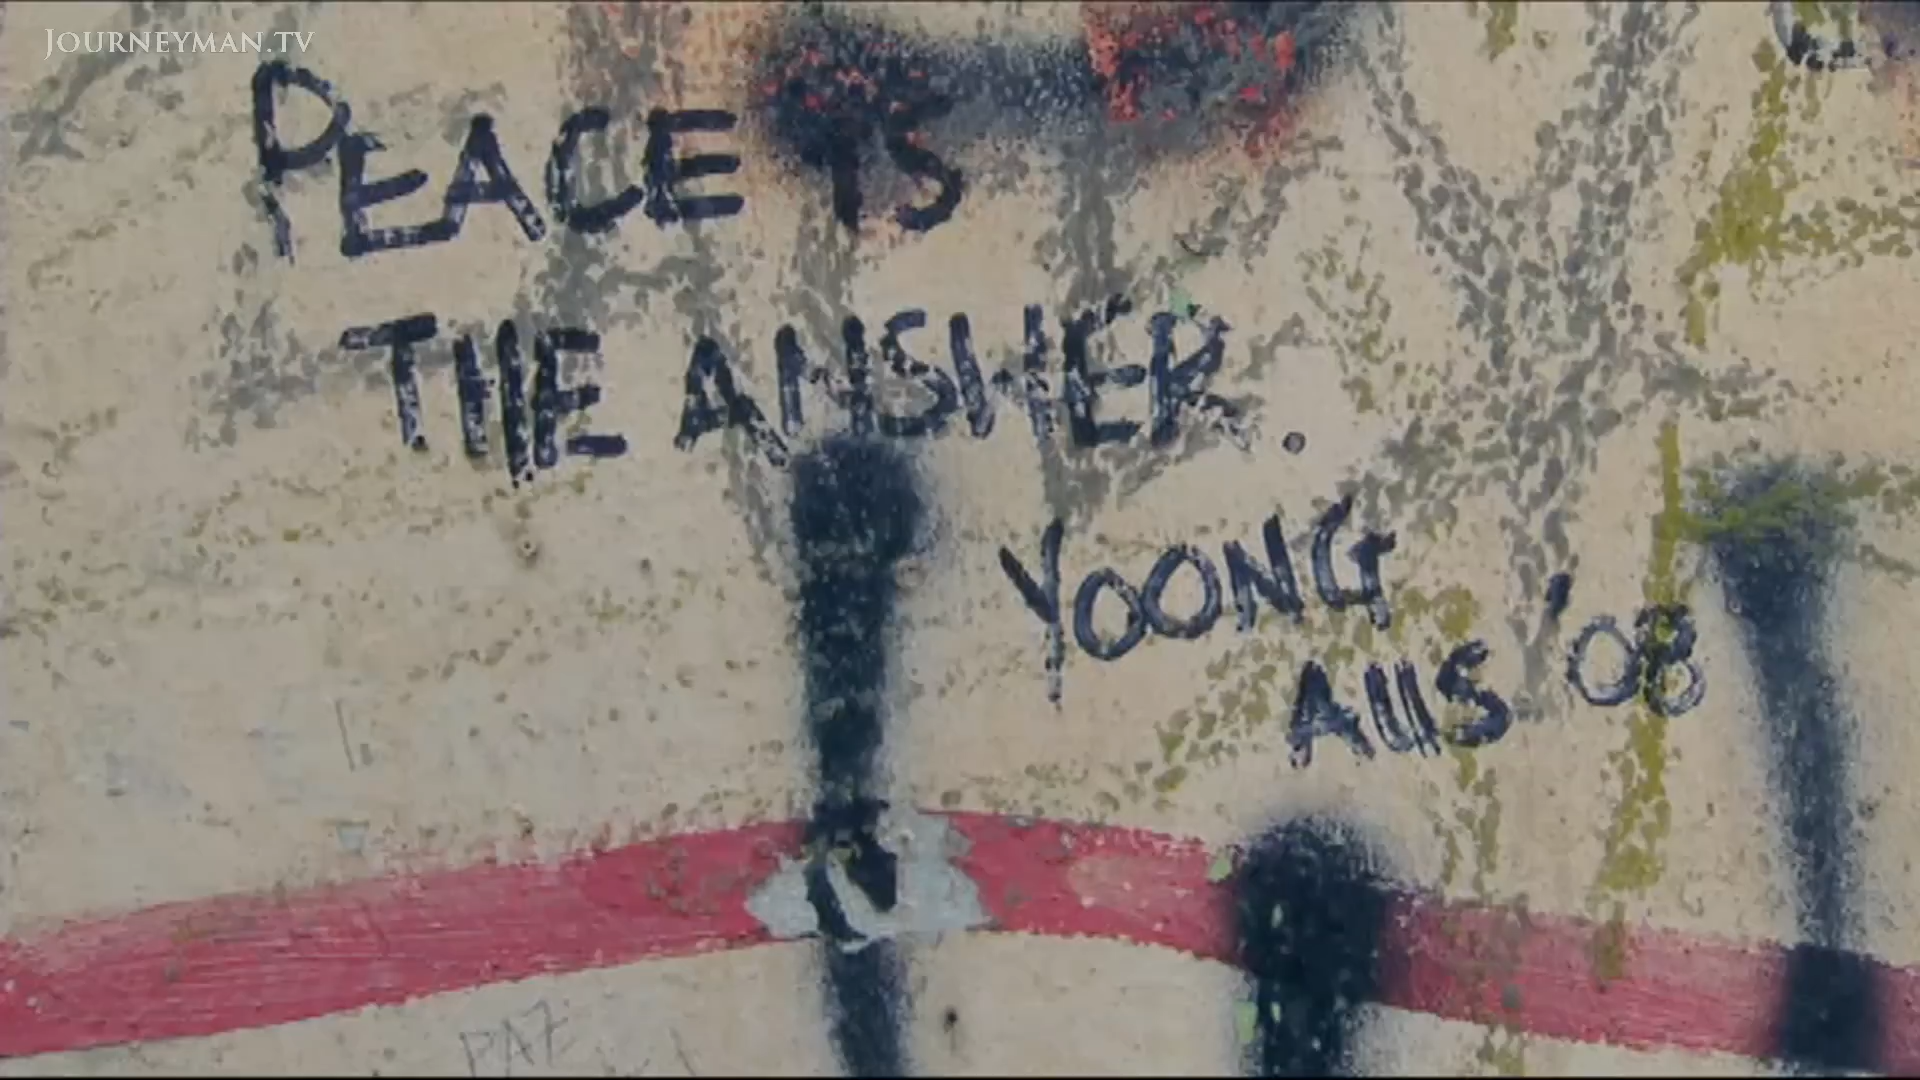 JOURNEYMAN.TV
PEACE IS
THE ANSWER.
YOONG
AUS '08
PAZ